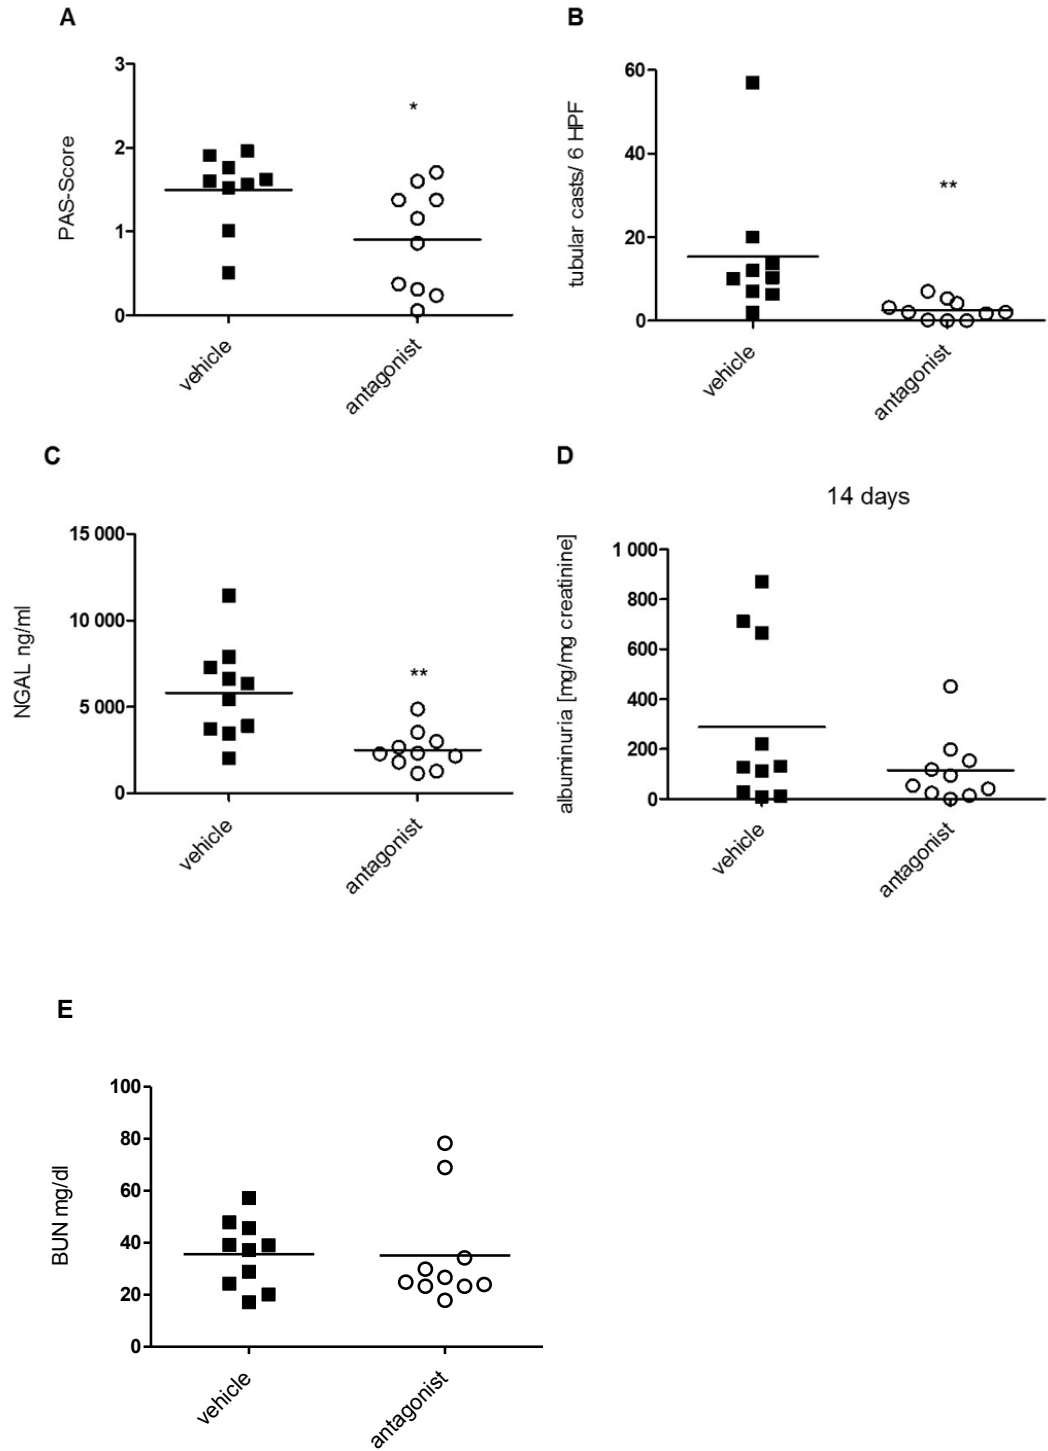 A
PAS-Score
3
2
1
0
*
vehicle
antagonist
B
tubular casts/ 6 HPF
60
40
20
0
**
vehicle
antagonist
C
NGAL ng/ml
15 000
10 000
5 000
0
**
vehicle
antagonist
D
14 days
albuminuria [mg/mg creatinine]
1 000
800
600
400
200
0
vehicle
antagonist
E
BUN mg/dl
100
80
60
40
20
0
vehicle
antagonist